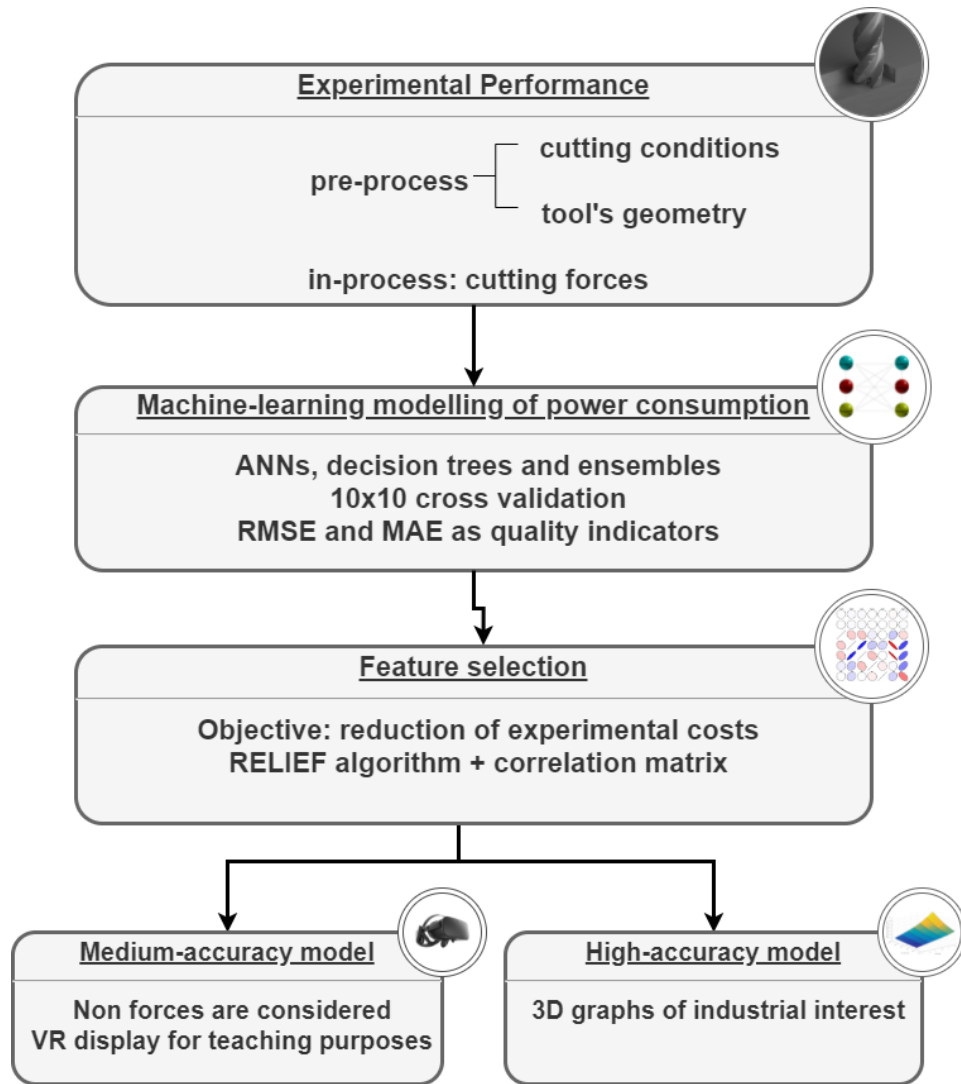 Experimental Performance
cutting conditions
pre-process
tool's geometry
in-process: cutting forces
Machine-learning modelling of power consumption
ANNs, decision trees and ensembles
10x10 cross validation
RMSE and MAE as quality indicators
Feature selection
Objective: reduction of experimental costs
RELIEF algorithm + correlation matrix
Medium-accuracy model
Non forces are considered
VR display for teaching purposes
High-accuracy model
3D graphs of industrial interest